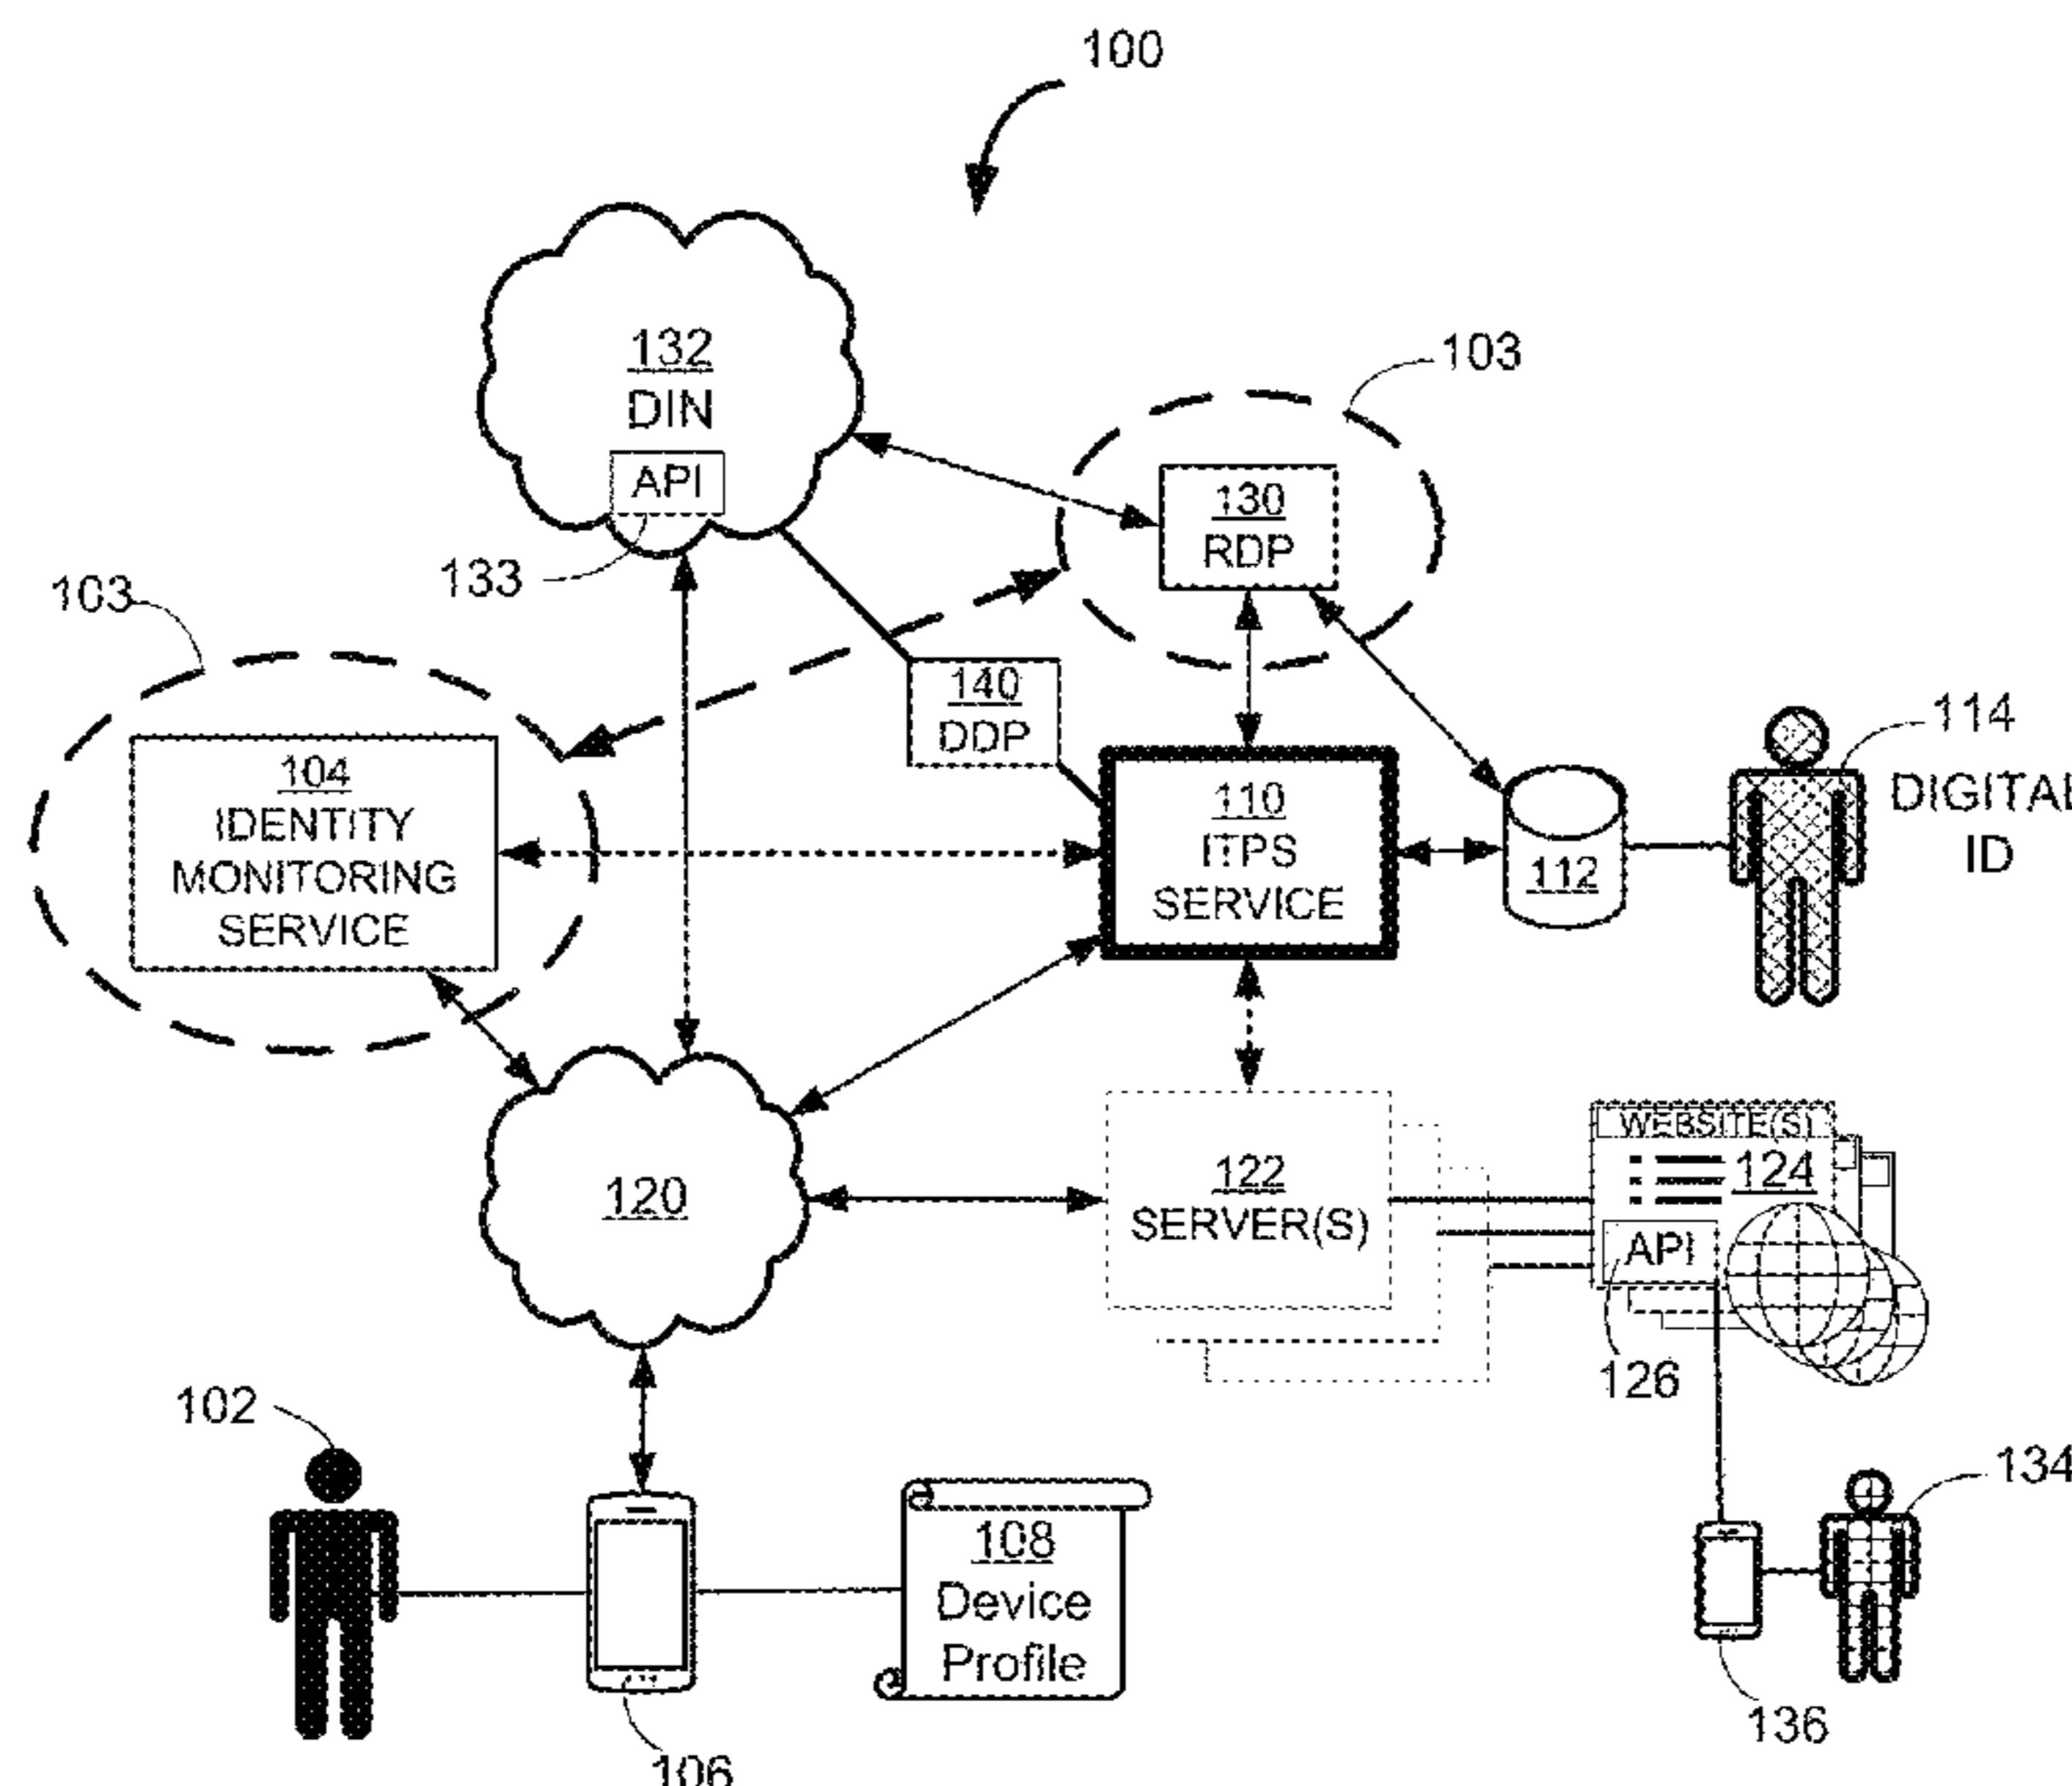 100
132
DIN
API
133
103
130
RDP
103
140
DDP
104
IDENTITY
MONITORING
SERVICE
110
ITPS
SERVICE
112
114
DIGITAL
ID
120
122
SERVER(S)
WEBSITE(S)
124
API
126
102
106
108
Device
Profile
134
136